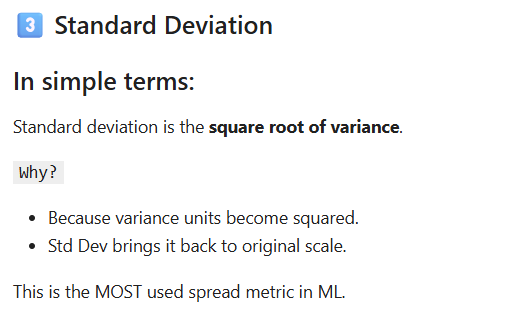 3 Standard Deviation
In simple terms:
Standard deviation is the square root of variance.
Why?
• Because variance units become squared.
• Std Dev brings it back to original scale.
This is the MOST used spread metric in ML.